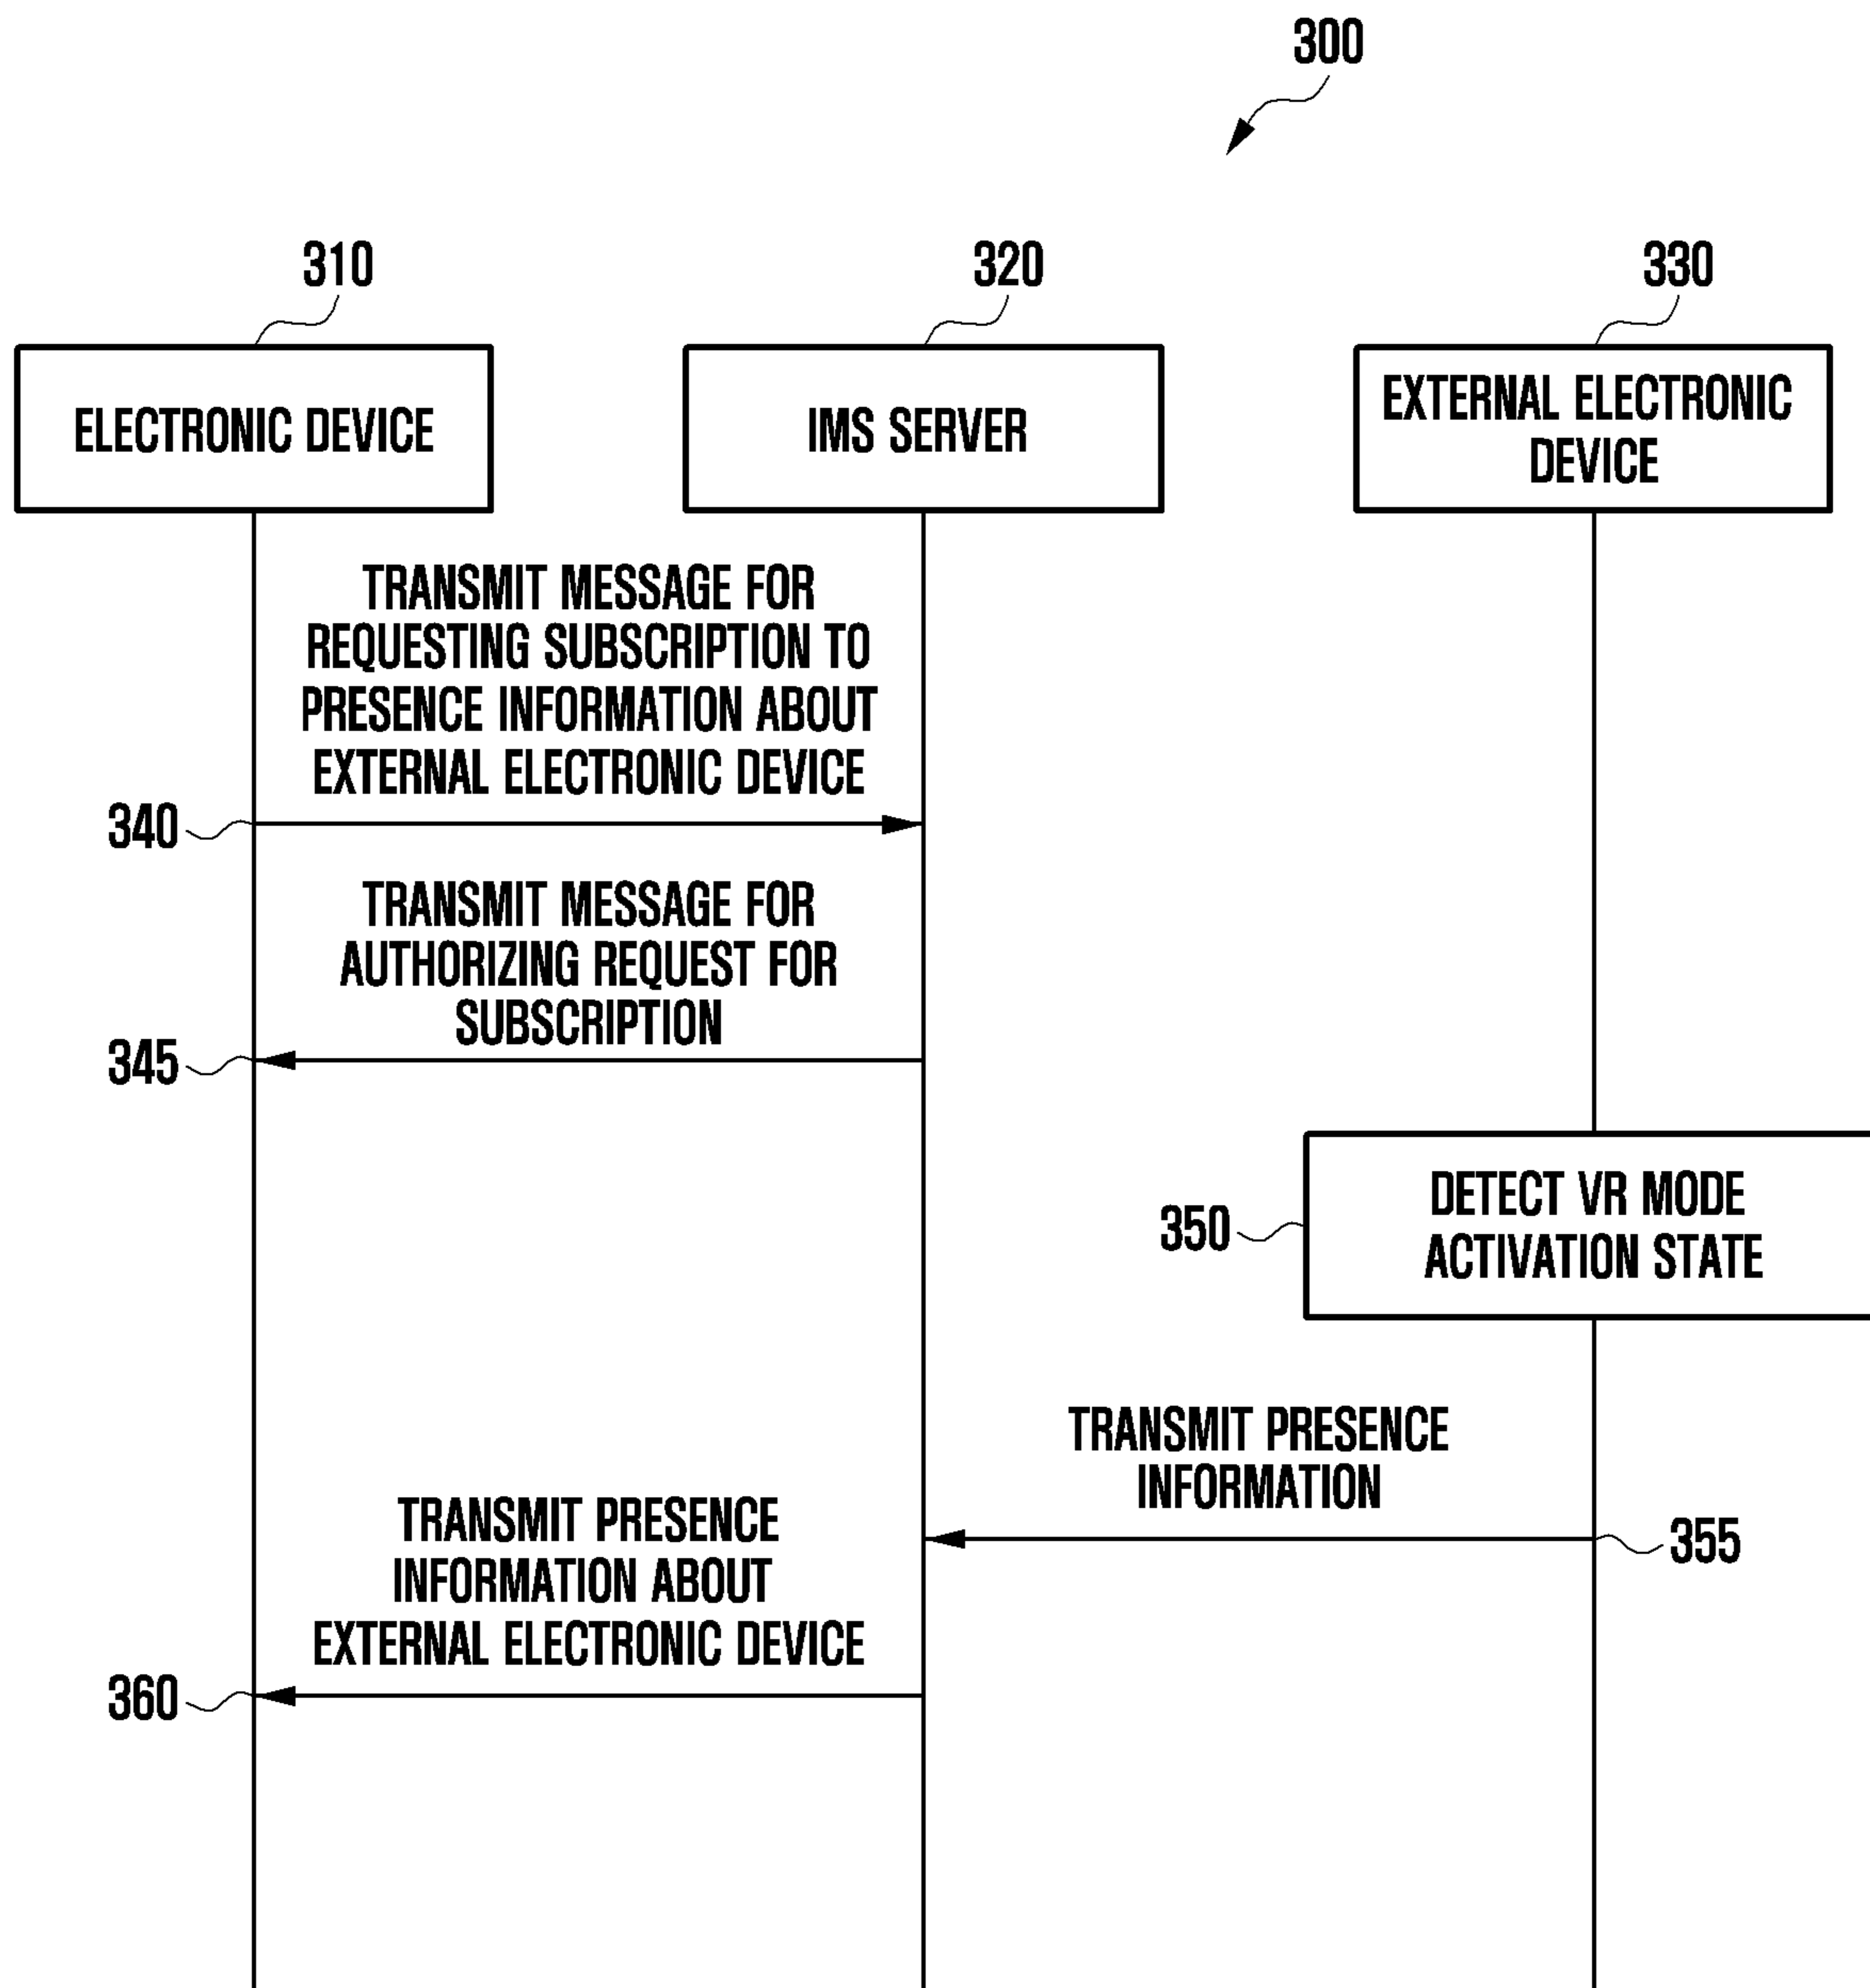 300
310
320
330
ELECTRONIC DEVICE
IMS SERVER
EXTERNAL ELECTRONIC
DEVICE
TRANSMIT MESSAGE FOR
REQUESTING SUBSCRIPTION TO
PRESENCE INFORMATION ABOUT
EXTERNAL ELECTRONIC DEVICE
340
TRANSMIT MESSAGE FOR
AUTHORIZING REQUEST FOR
SUBSCRIPTION
345
DETECT VR MODE
ACTIVATION STATE
350
TRANSMIT PRESENCE
INFORMATION
355
TRANSMIT PRESENCE
INFORMATION ABOUT
EXTERNAL ELECTRONIC DEVICE
360